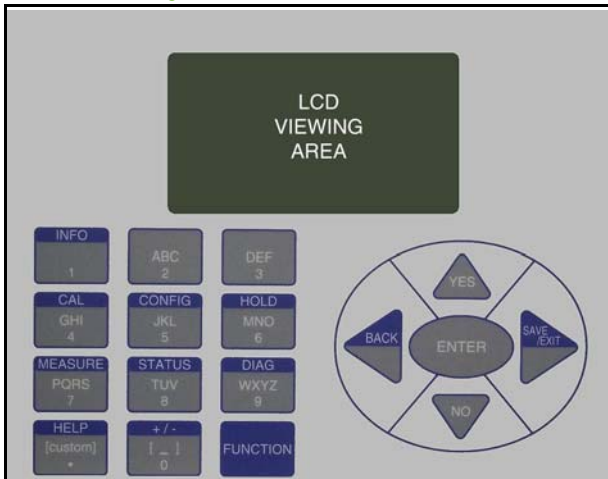 LCD
VIEWING
AREA
INFO
1
ABC
2
DEF
3
CAL
GHI
4
CONFIG
JKL
5
HOLD
MNO
6
MEASURE
PQRS
7
STATUS
TUV
8
DIAG
WXYZ
9
HELP
[custom]
•
+ / -
[ _ ]
0
FUNCTION
YES
BACK
ENTER
SAVE
/EXIT
NO